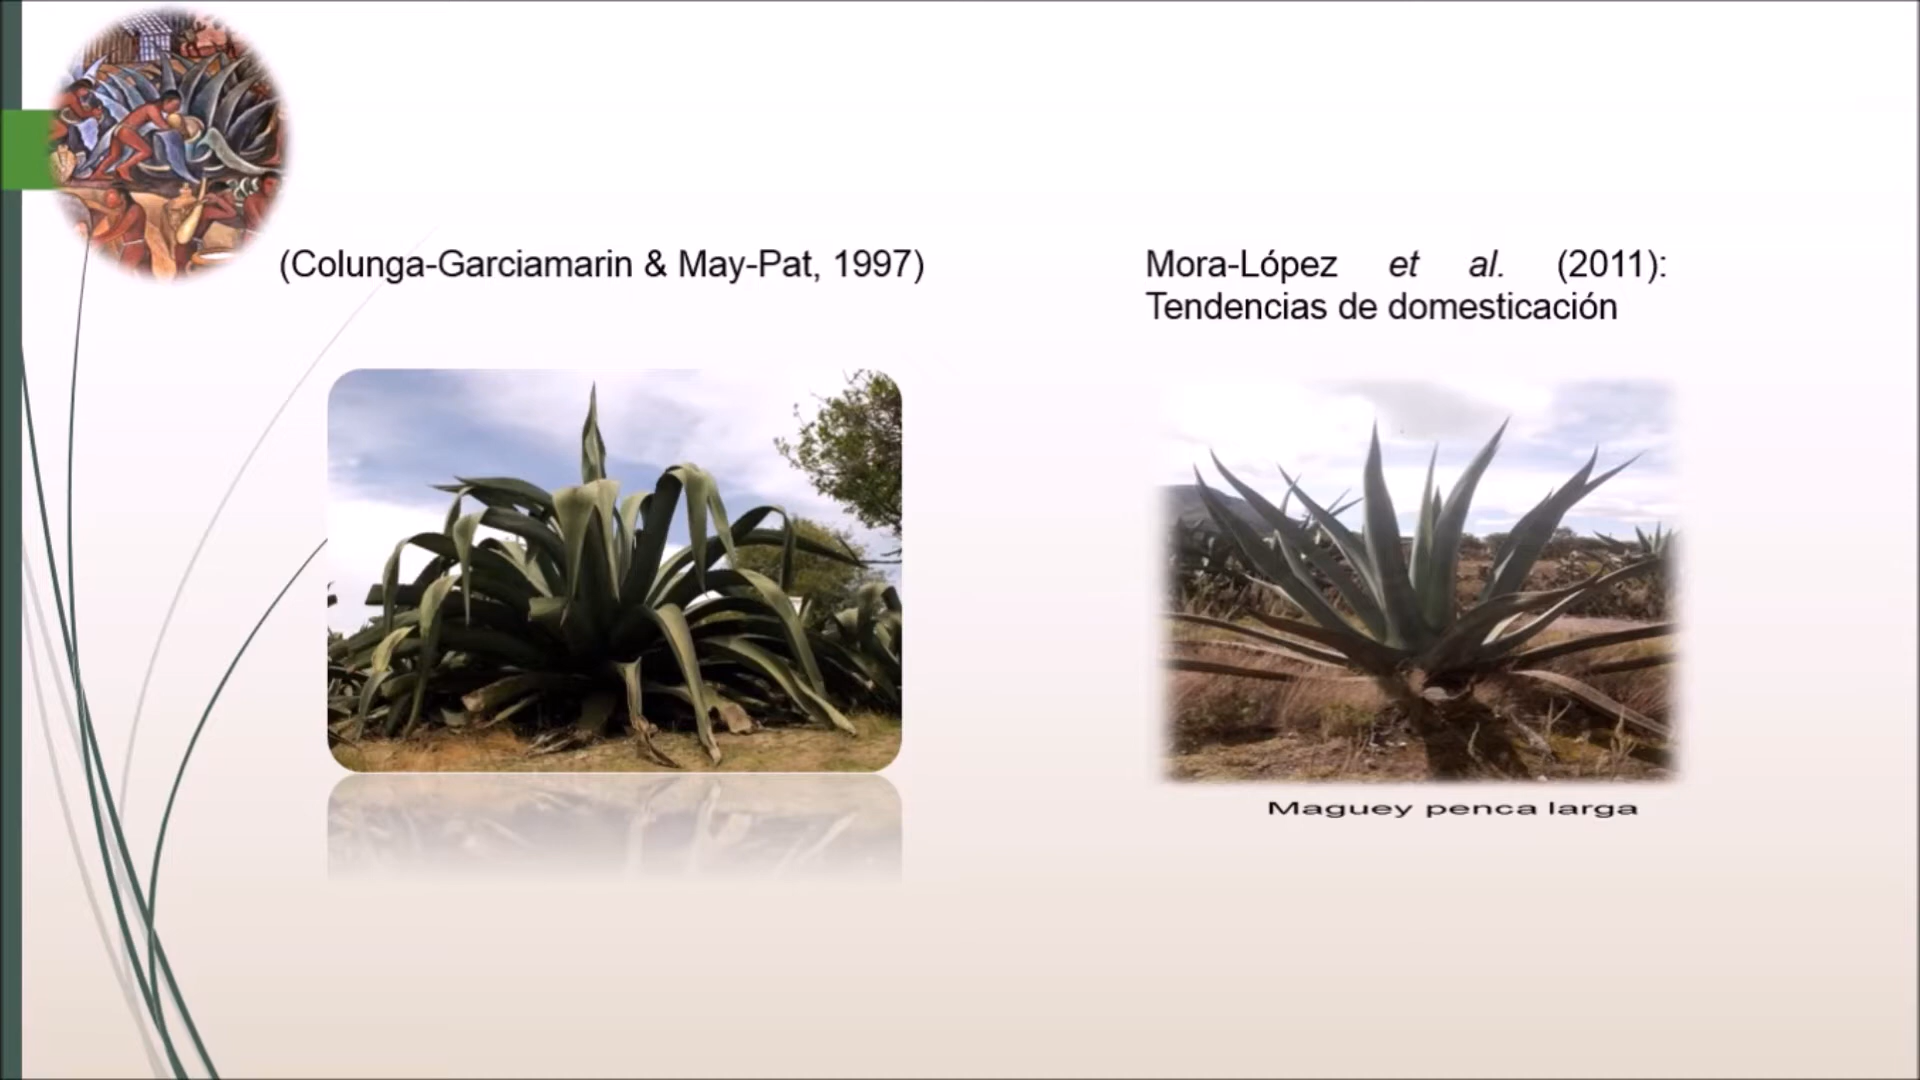 (Colunga-Garciamarin & May-Pat, 1997)
Mora-López et al. (2011):
Tendencias de domesticación
Maguey penca larga